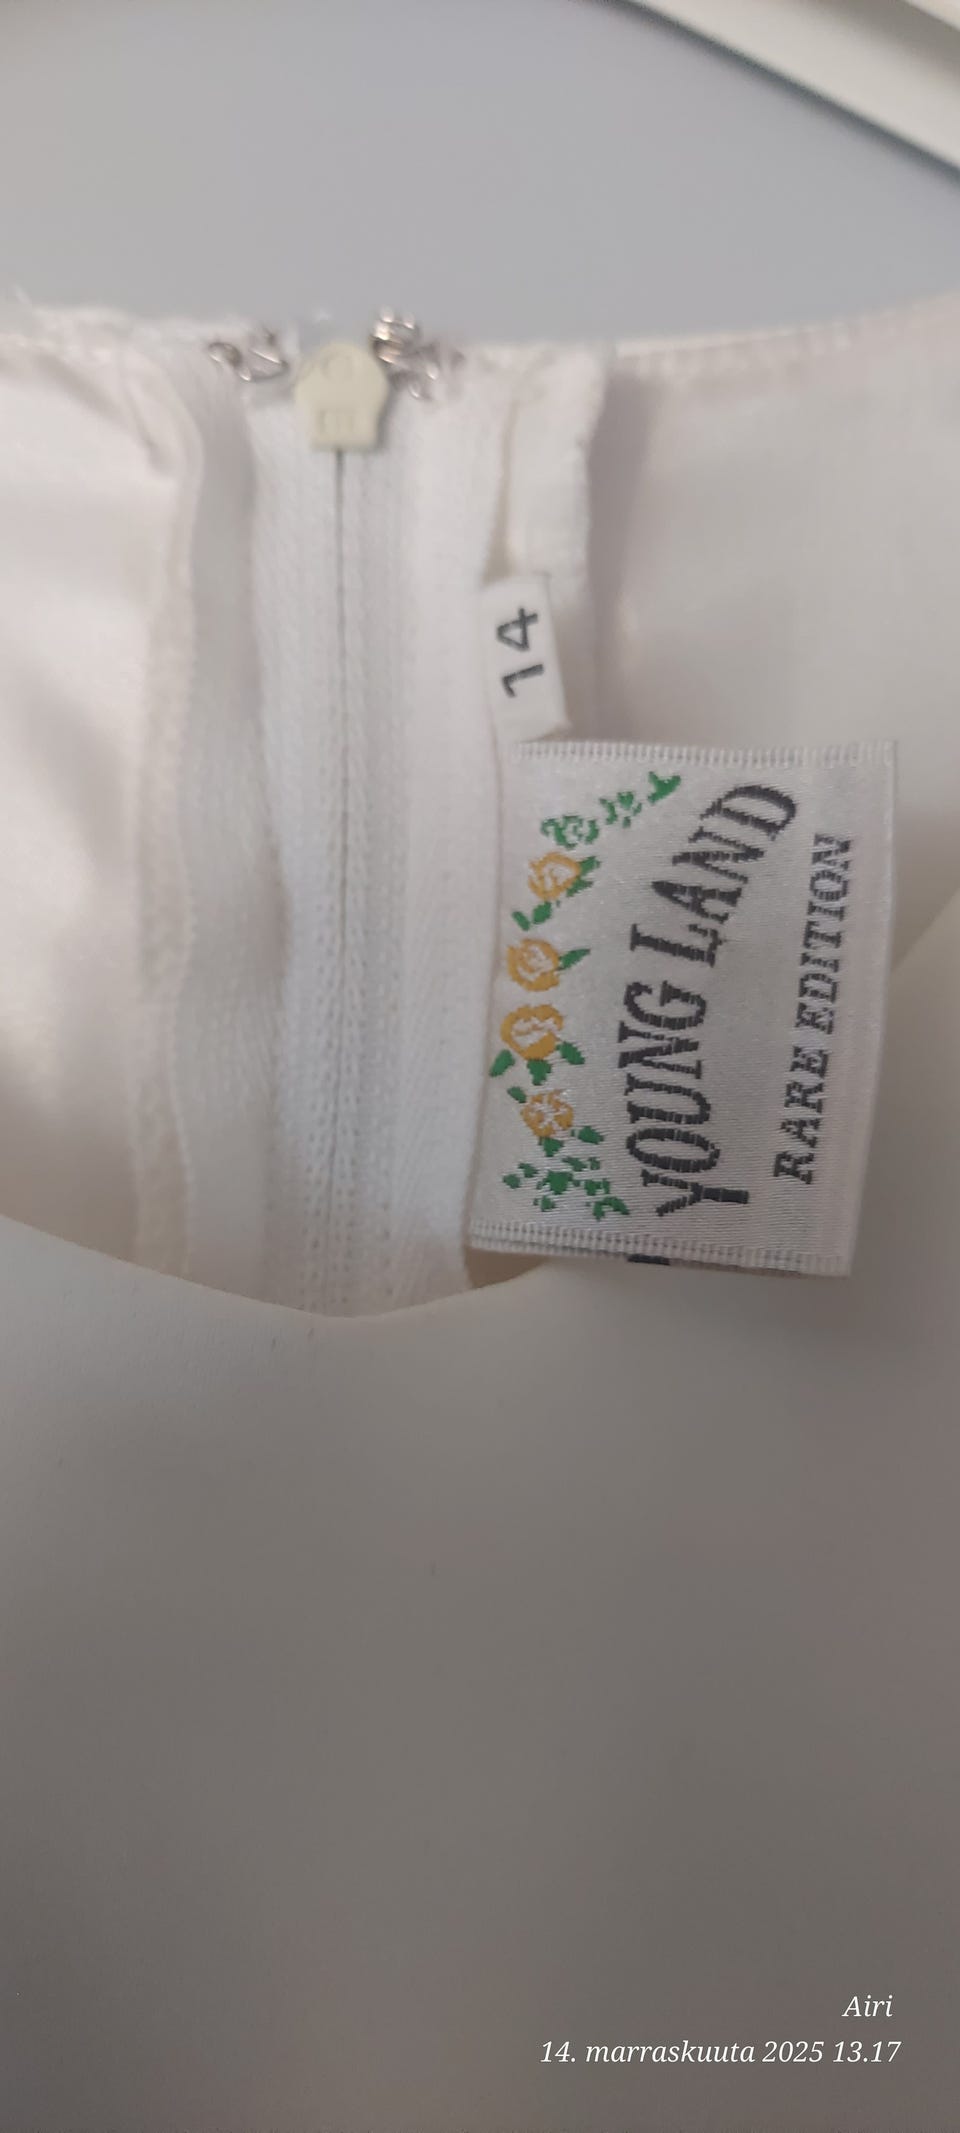 14
YOUNG LAND
RARE EDITION
Airi
14. marraskuuta 2025 13.17